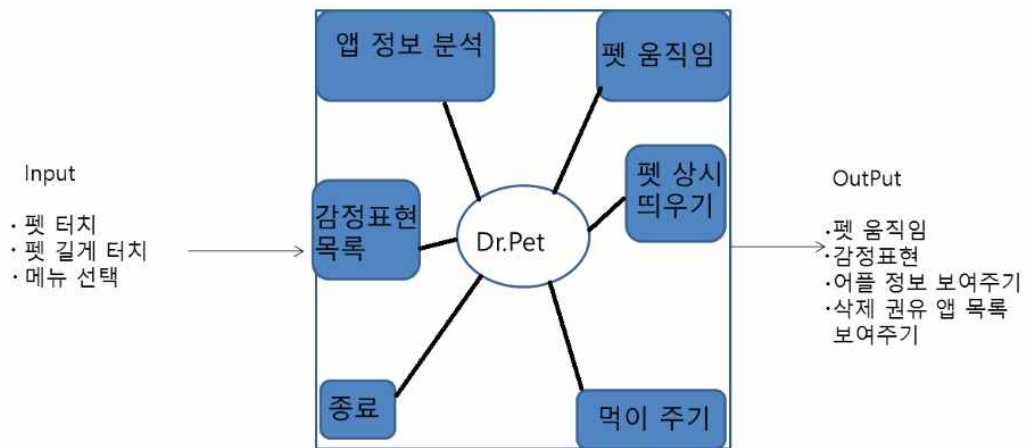 Input
· 펫 터치
· 펫 길게 터치
· 메뉴 선택
앱 정보 분석
펫 움직임
감정표현
목록
펫 상시
띄우기
Dr.Pet
종료
먹이 주기
OutPut
·펫 움직임
·감정표현
·어플 정보 보여주기
·삭제 권유 앱 목록
보여주기